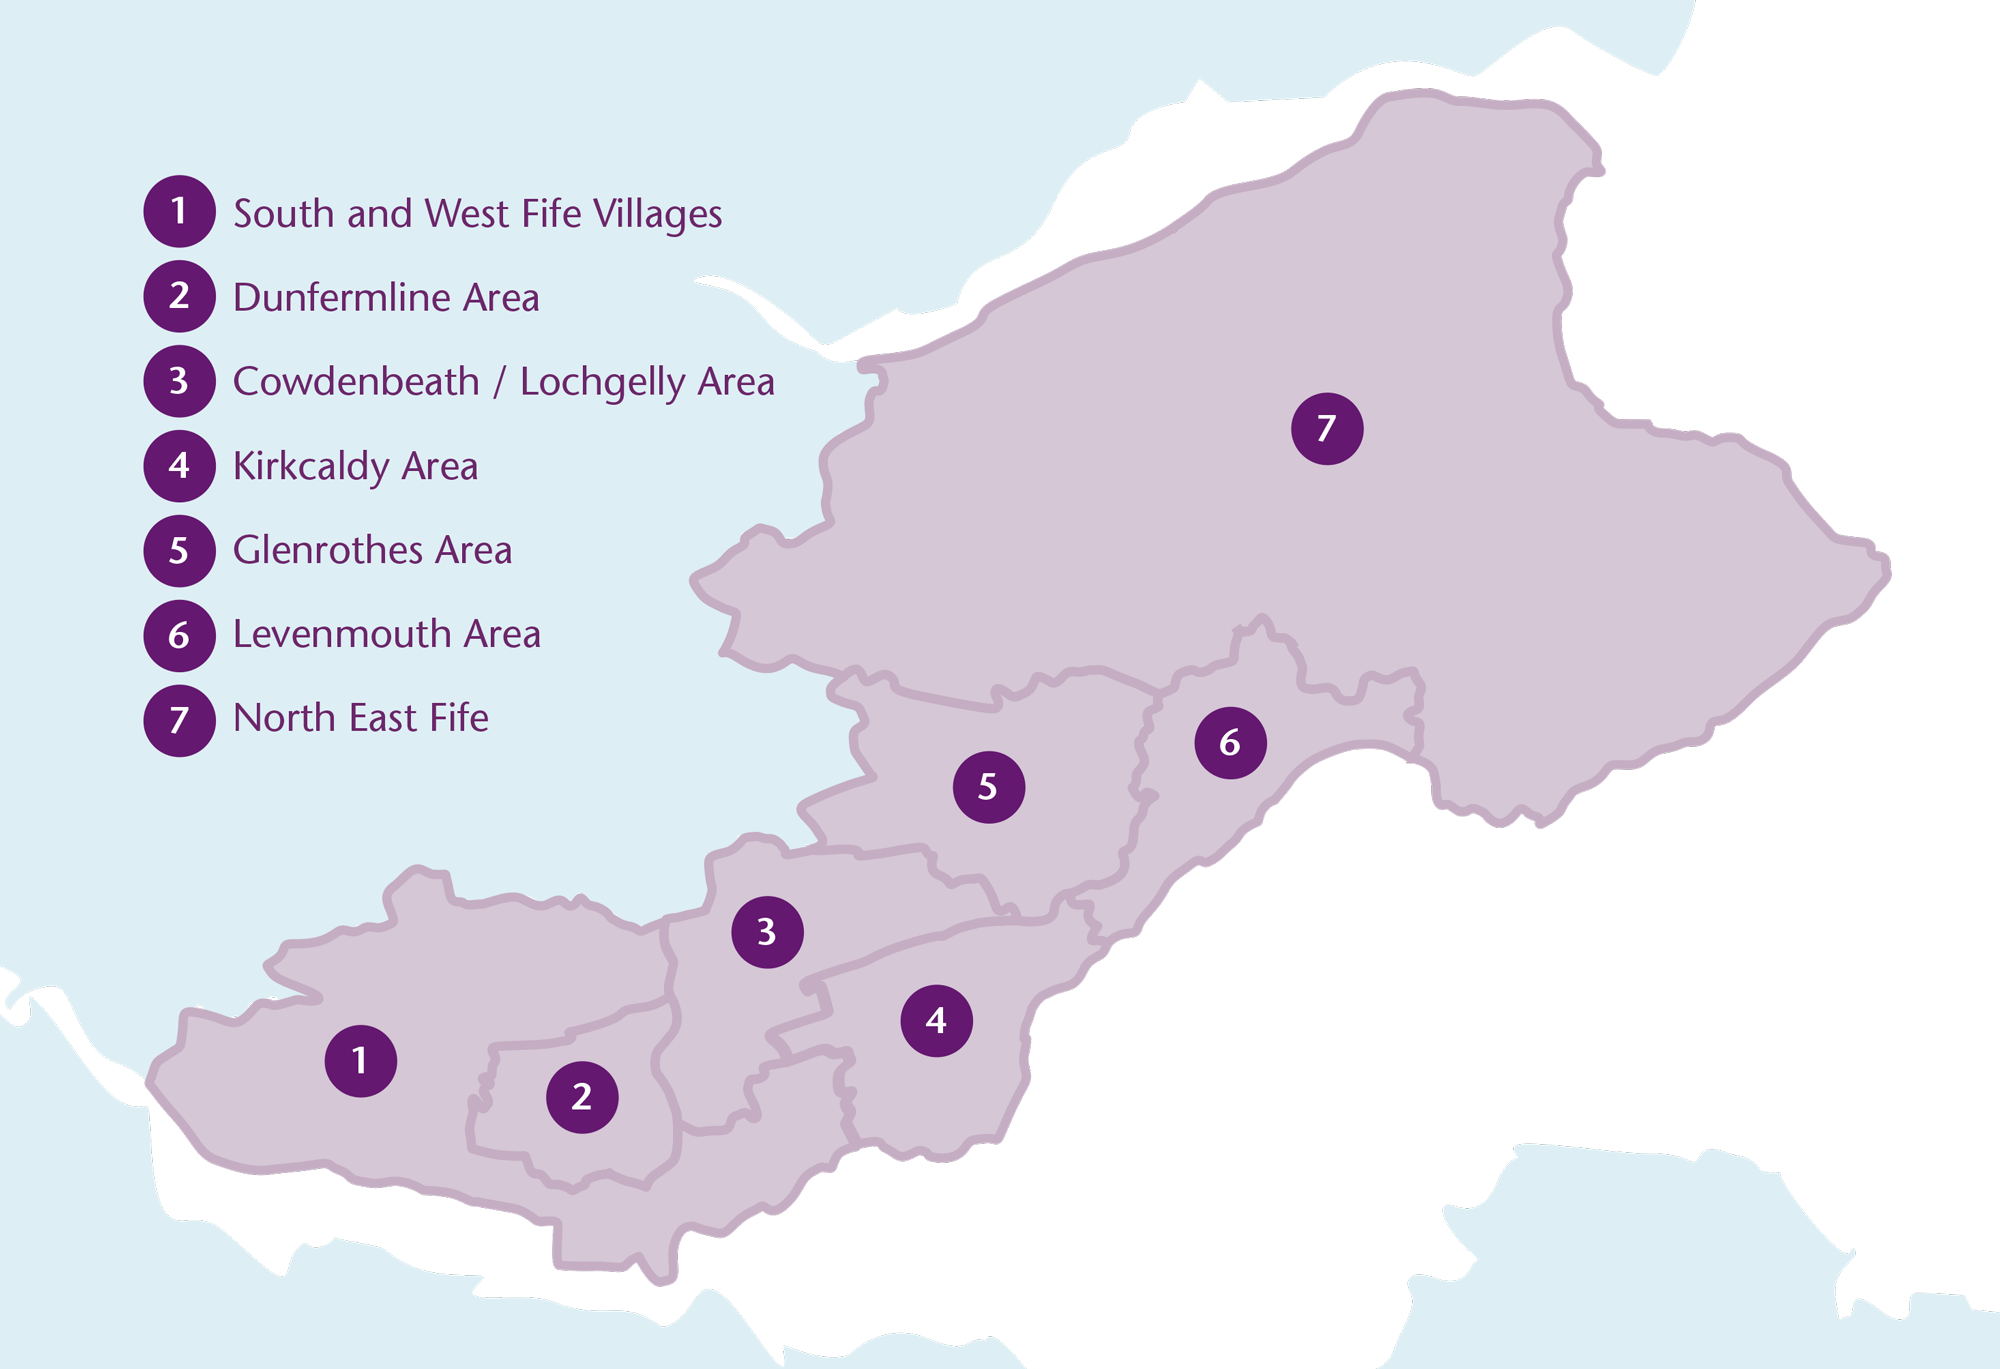 1 South and West Fife Villages
2 Dunfermline Area
3 Cowdenbeath / Lochgelly Area
4 Kirkcaldy Area
5 Glenrothes Area
6 Levenmouth Area
7 North East Fife
7
6
5
3
4
1
2